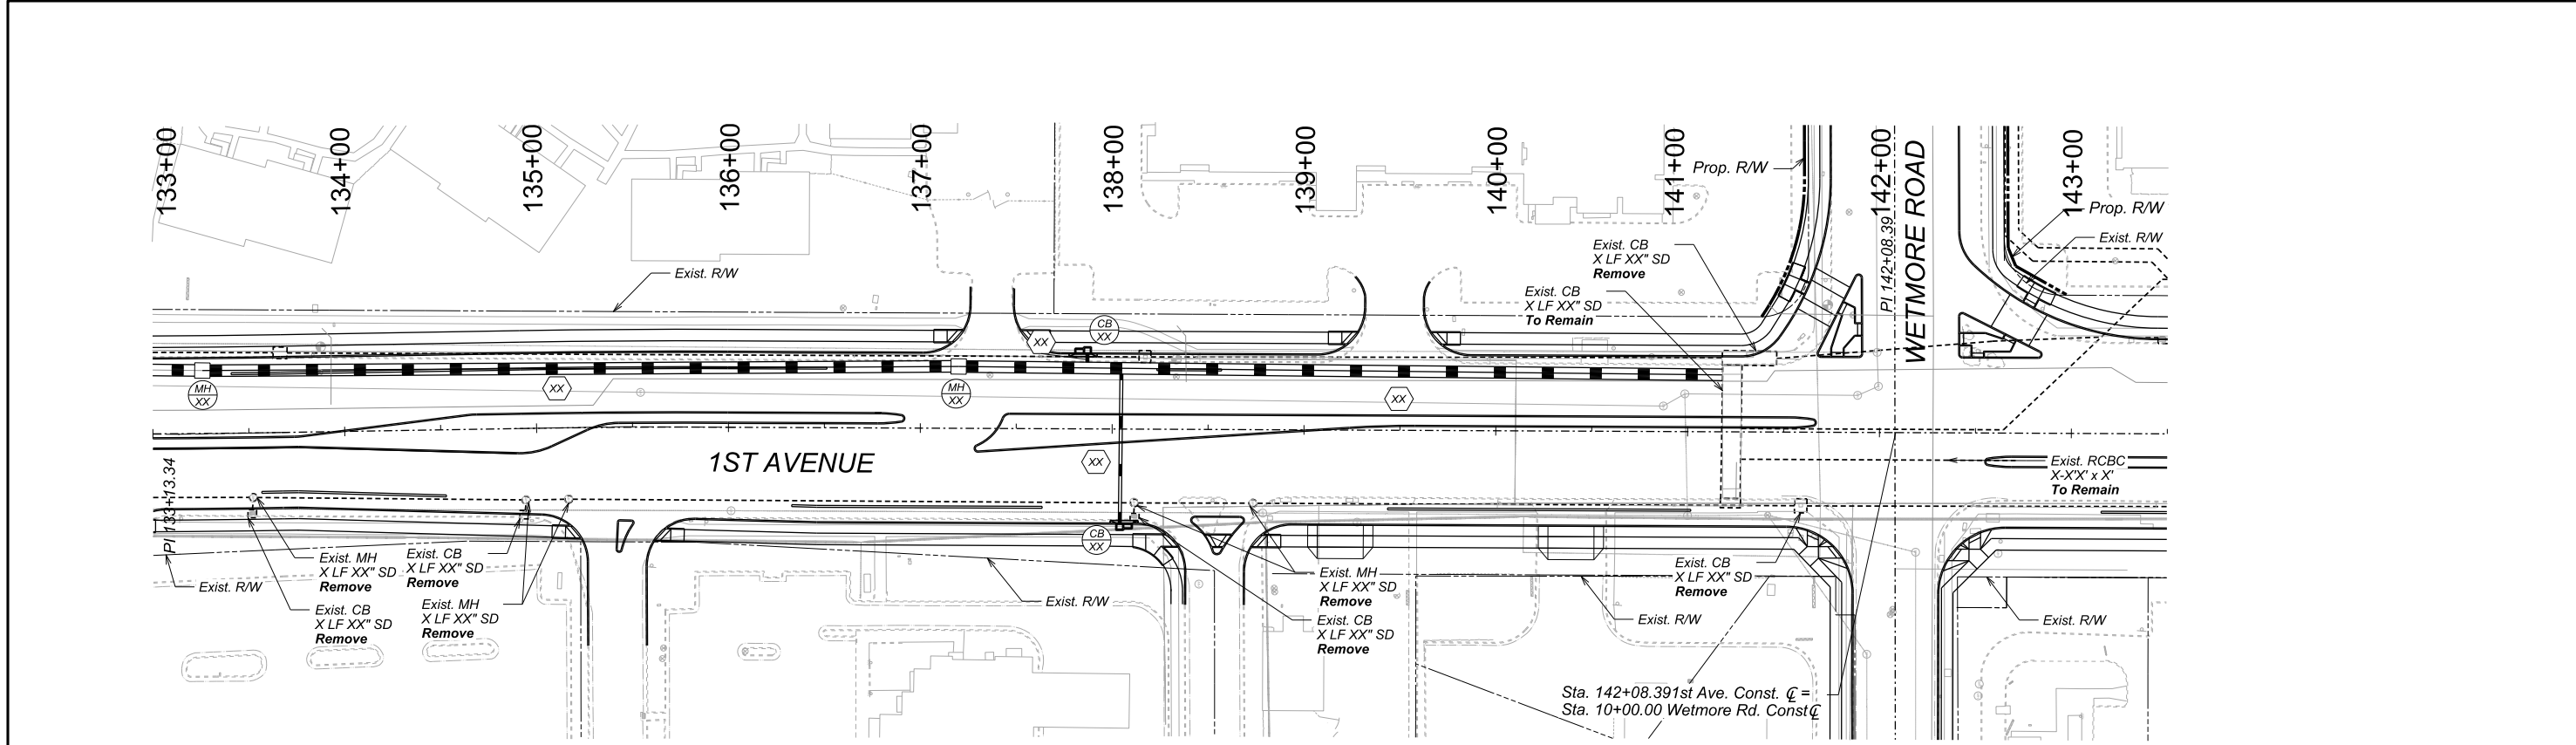 133+00
134+00
135+00
136+00
137+00
138+00
139+00
140+00
141+00
142+00
143+00
Prop. R/W
PI 142+08.39
WETMORE ROAD
Prop. R/W
Exist. R/W
Exist. R/W
Exist. CB
X LF XX" SD
Remove
Exist. CB
X LF XX" SD
To Remain
CB
XX
XX
MH
XX
XX
MH
XX
XX
1ST AVENUE
XX
Exist. RCBC
X-X'X' x X'
To Remain
PI 133+13.34
CB
XX
Exist. R/W
Exist. MH
X LF XX" SD
Remove
Exist. CB
X LF XX" SD
Remove
Exist. CB
X LF XX" SD
Remove
Exist. MH
X LF XX" SD
Remove
Exist. R/W
Exist. MH
X LF XX" SD
Remove
Exist. CB
X LF XX" SD
Remove
Exist. CB
X LF XX" SD
Remove
Exist. R/W
Exist. R/W
Sta. 142+08.391st Ave. Const. ℄ =
Sta. 10+00.00 Wetmore Rd. Const ℄